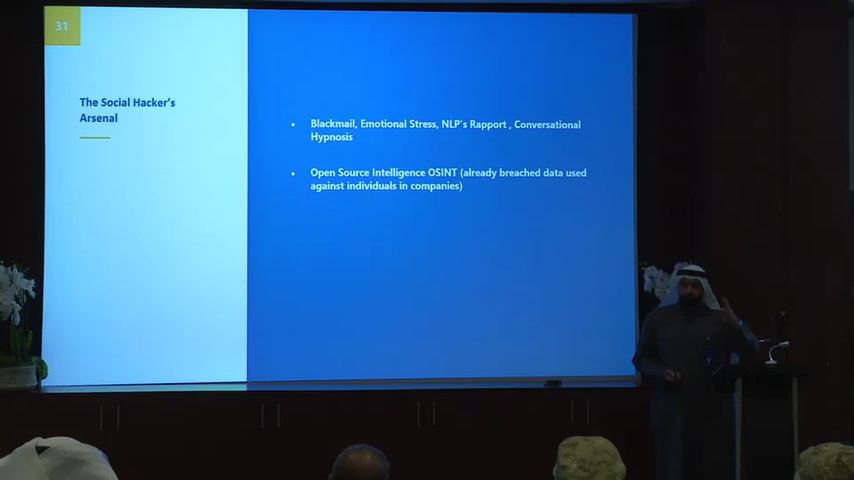 31
The Social Hacker's
Arsenal
• Blackmail, Emotional Stress, NLP's Rapport , Conversational
Hypnosis
• Open Source Intelligence OSINT (already breached data used
against individuals in companies)